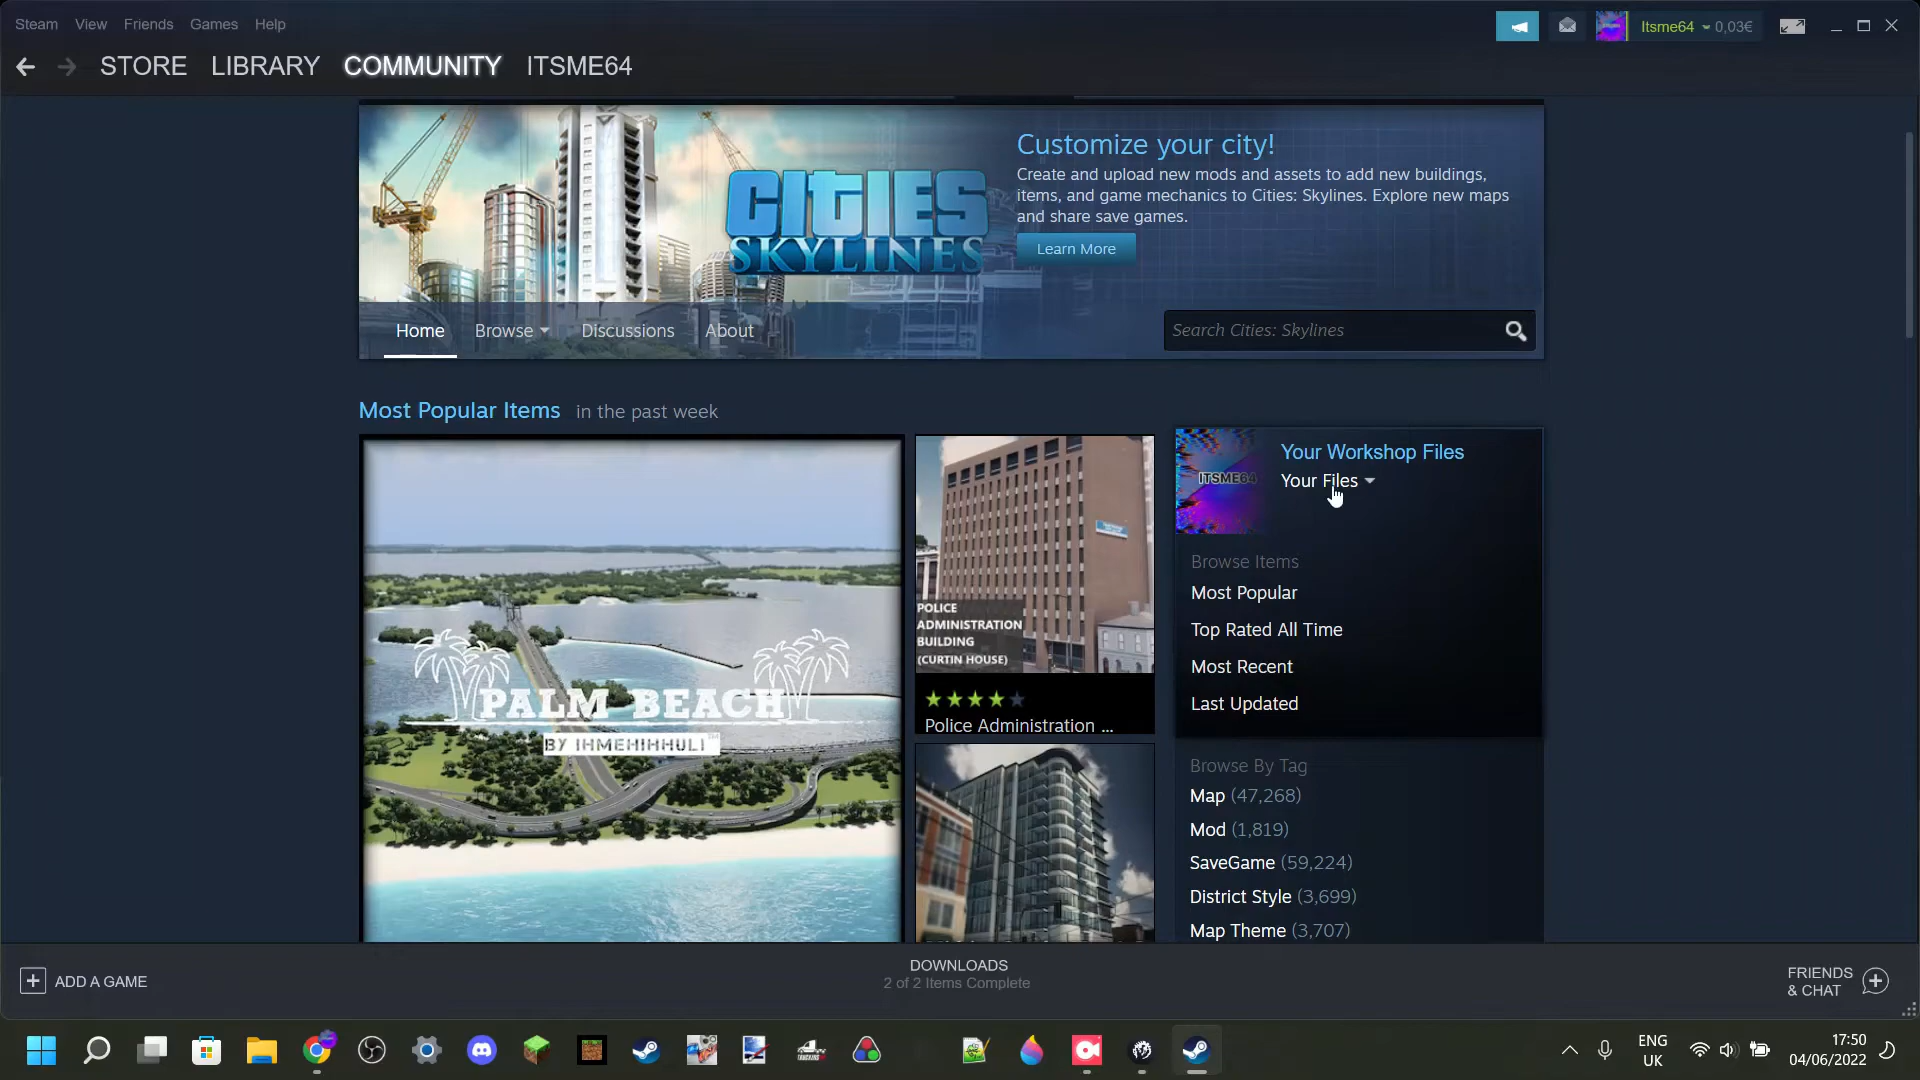 Steam View Friends Games Help
Itsme64 0,03€
STORE LIBRARY COMMUNITY ITSME64
CITIES
SKYLINES
Customize your city!
Create and upload new mods and assets to add new buildings,
items, and game mechanics to Cities: Skylines. Explore new maps
and share save games.
Learn More
Home Browse Discussions About
Search Cities: Skylines
Most Popular Items in the past week
PALM BEACH
BY IHMEHIHHULI™
POLICE
ADMINISTRATION
BUILDING
(CURTIN HOUSE)
Police Administration ...
ITSME64
Your Workshop Files
Your Files
Browse Items
Most Popular
Top Rated All Time
Most Recent
Last Updated
Browse By Tag
Map (47,268)
Mod (1,819)
SaveGame (59,224)
District Style (3,699)
Map Theme (3,707)
ADD A GAME
DOWNLOADS
2 of 2 Items Complete
FRIENDS
& CHAT
ENG
UK
17:50
04/06/2022